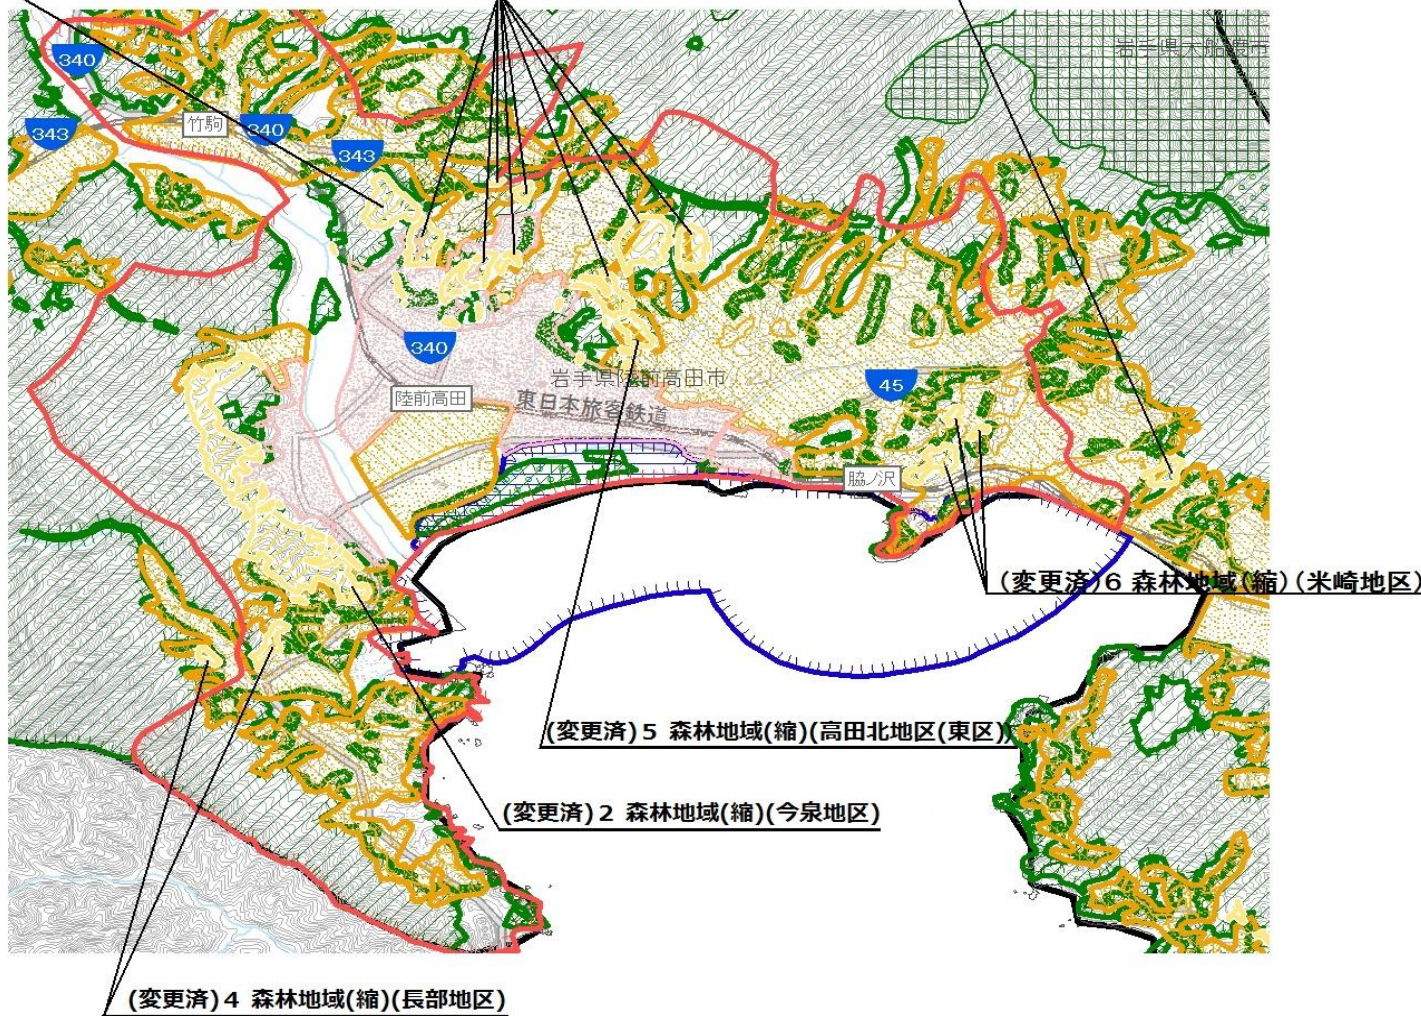 岩手県大船渡市
340
竹駒
340
343
343
340
45
岩手県陸前高田市
陸前高田
東日本旅客鉄道
脇ノ沢
(変更済)6 森林地域(縮)(米崎地区)
(変更済)5 森林地域(縮)(高田北地区(東区))
(変更済)2 森林地域(縮)(今泉地区)
(変更済)4 森林地域(縮)(長部地区)